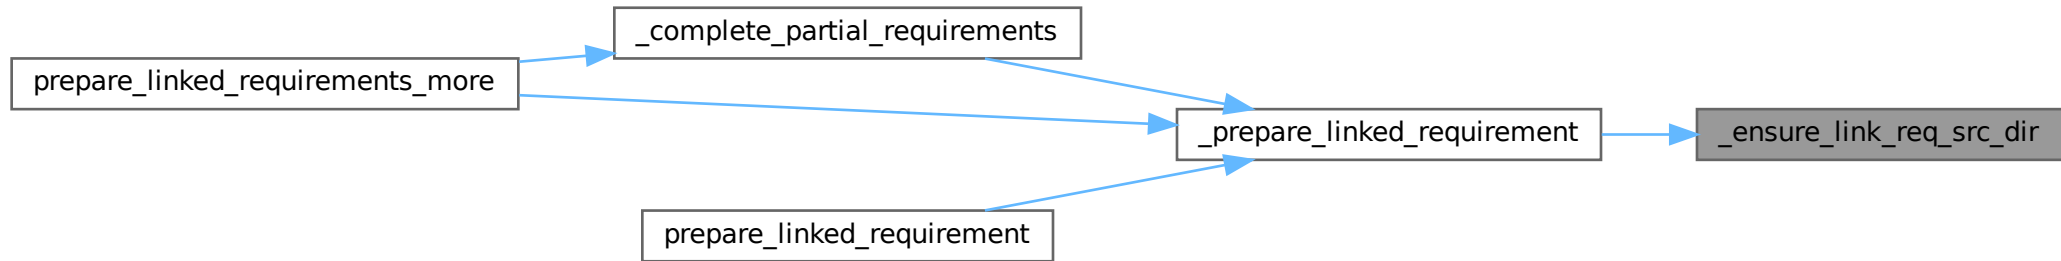 _complete_partial_requirements
prepare_linked_requirements_more
_prepare_linked_requirement
_ensure_link_req_src_dir
prepare_linked_requirement